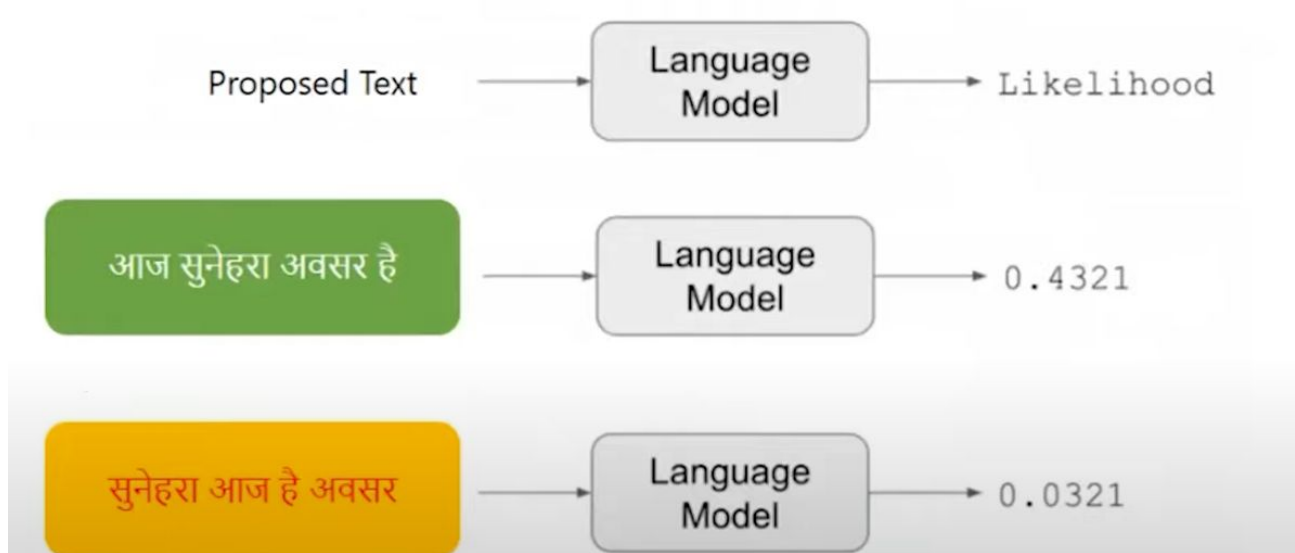 Proposed Text
Language
Model
Likelihood
आज सुनेहरा अवसर है
Language
Model
0.4321
सुनेहरा आज है अवसर
Language
Model
0.0321